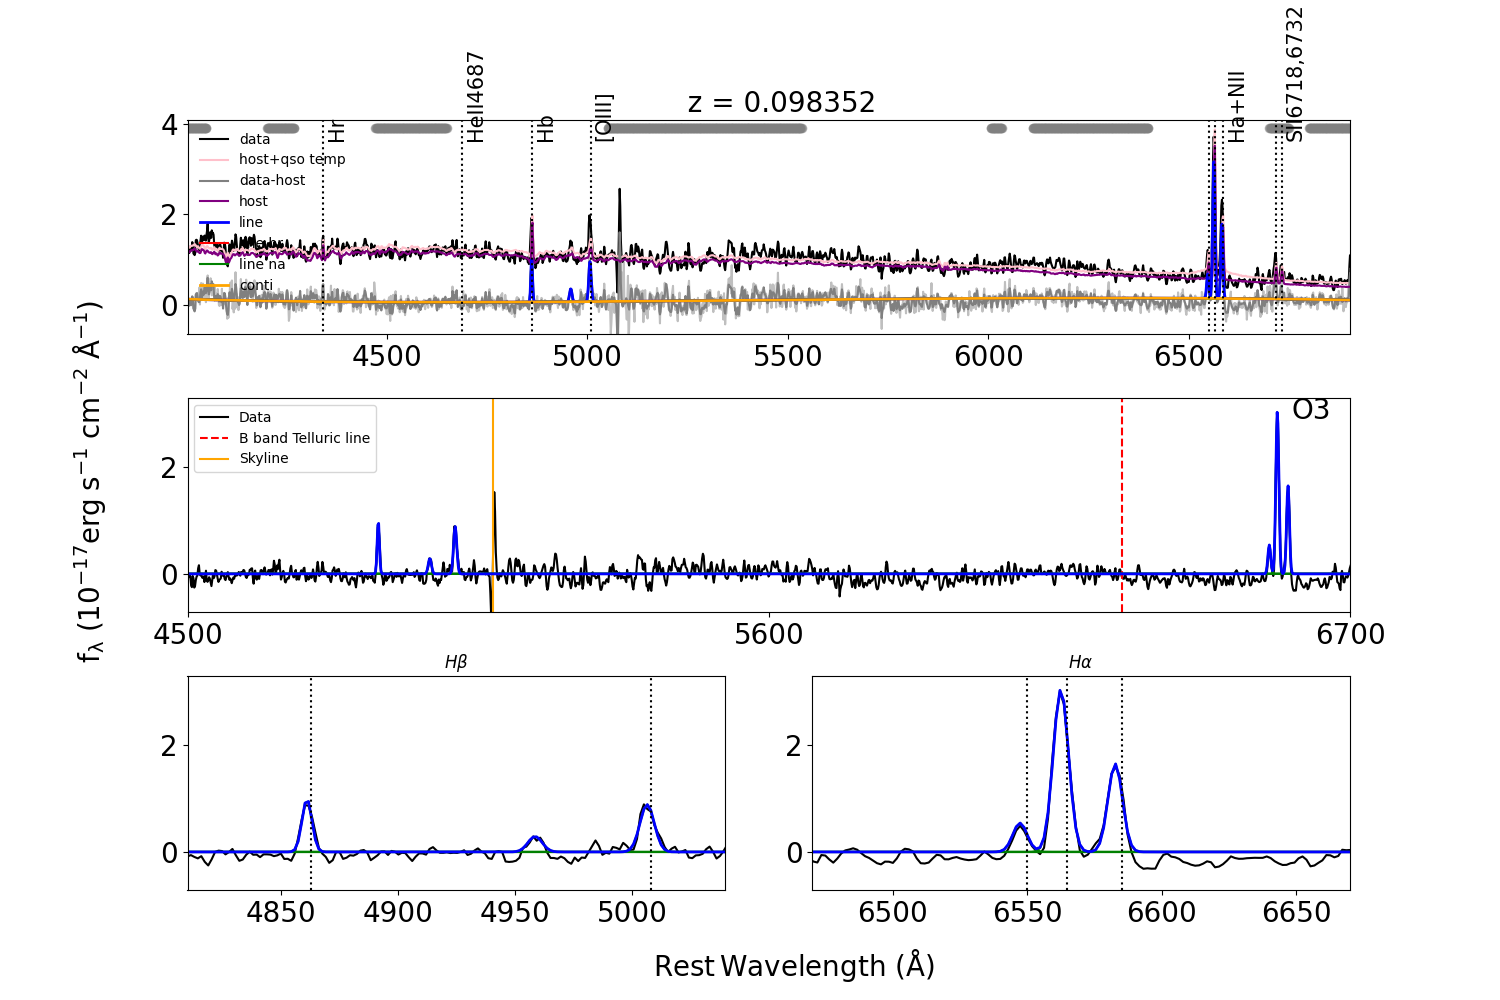 z = 0.098352
Hr
HeII4687
Hb
[OIII]
Ha+NII
SII6718,6732
data
host+qso temp
data-host
host
line
line na
conti
4
2
0
4500 5000 5500 6000 6500
fλ (10⁻¹⁷erg s⁻¹ cm⁻² Å⁻¹)
Data
B band Telluric line
Skyline
O3
2
0
4500 5600 6700
Hβ
2
0
4850 4900 4950 5000
Hα
2
0
6500 6550 6600 6650
Rest Wavelength (Å)